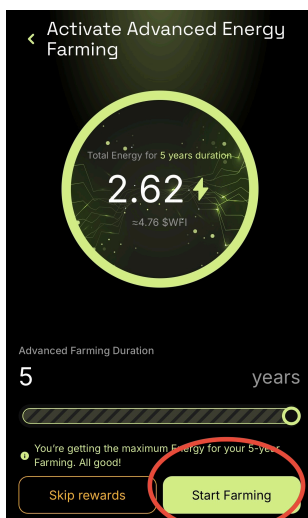 Activate Advanced Energy
Farming
Total Energy for 5 years duration
2.62
≈4.76 $WFI
Advanced Farming Duration
5 years
You're getting the maximum Energy for your 5-year
Farming. All good!
Skip rewards
Start Farming